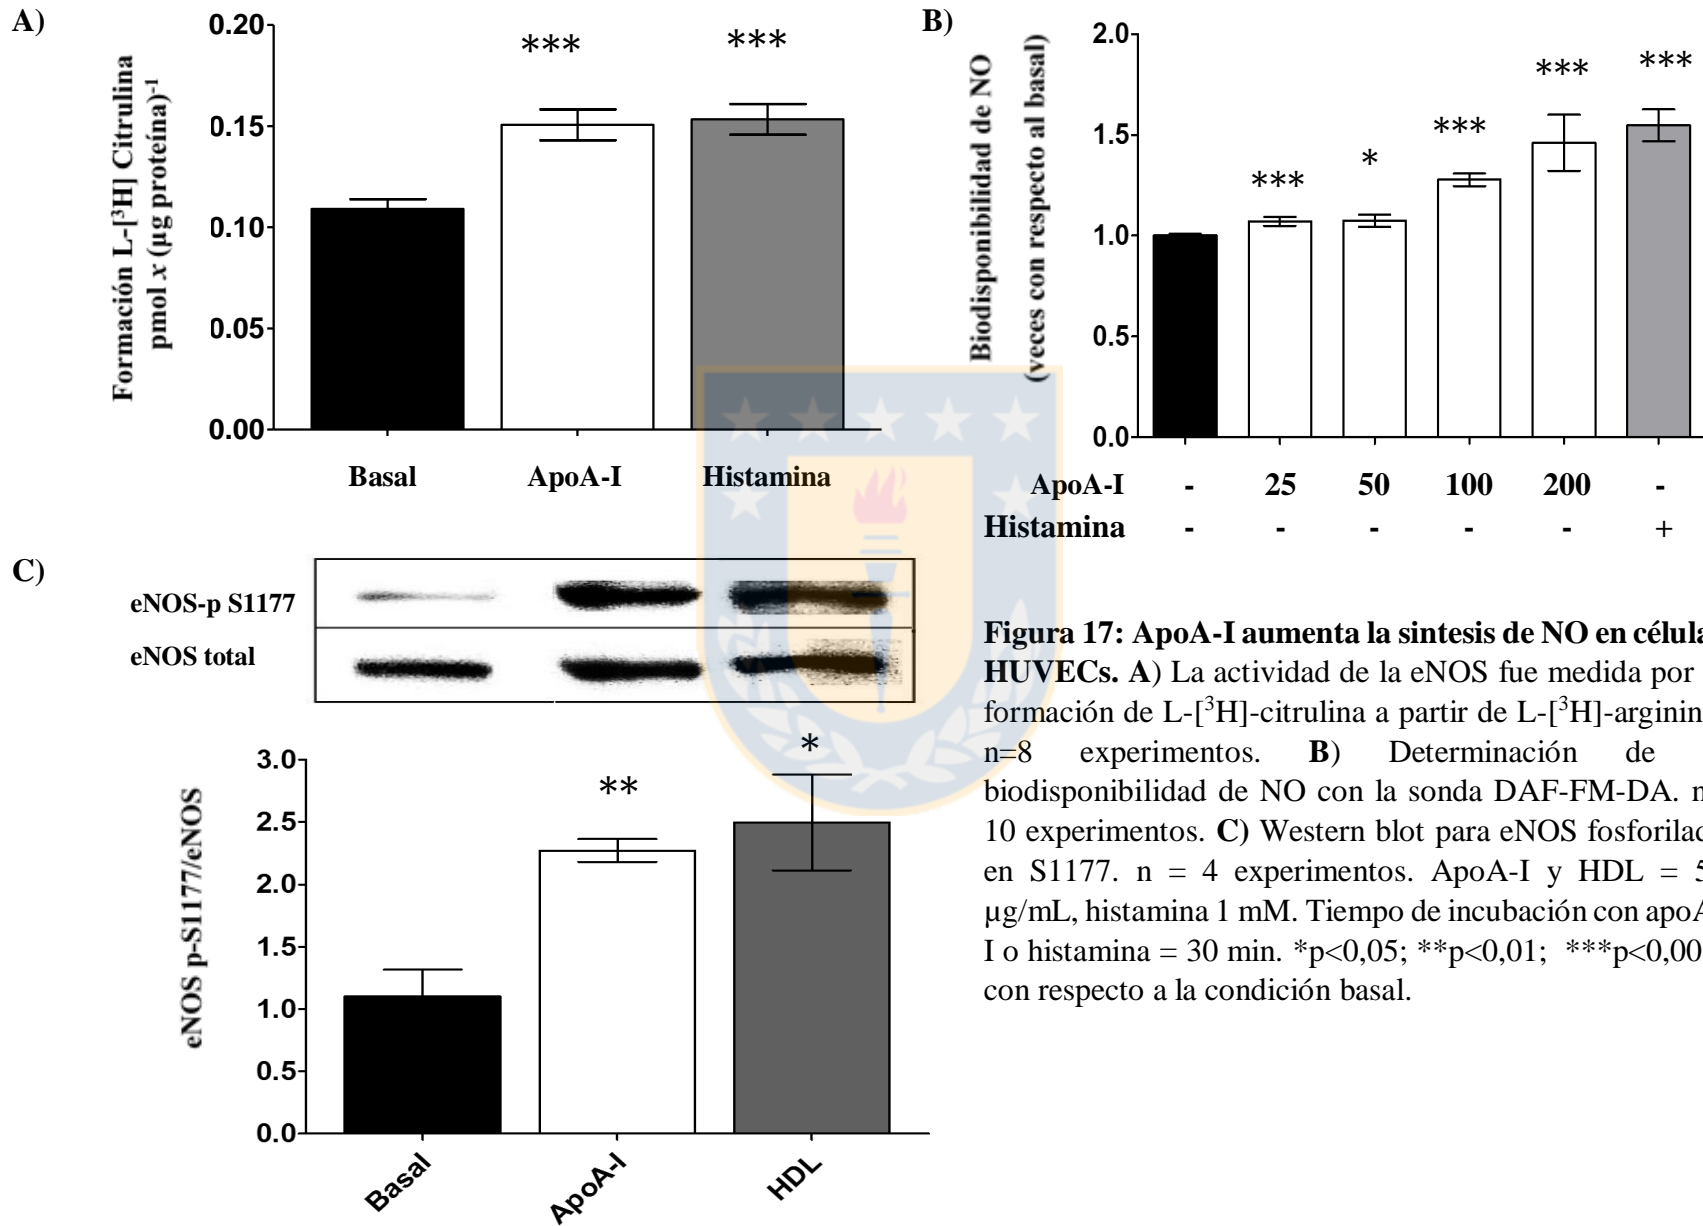 A)
Formación L-[³H] Citrulina
pmol x (µg proteína)⁻¹
0.20
0.15
0.10
0.05
0.00
***
***
Basal ApoA-I Histamina
B)
Biodisponibilidad de NO
(veces con respecto al basal)
2.0
1.5
1.0
0.5
0.0
***
*
***
***
***
ApoA-I - 25 50 100 200 -
Histamina - - - - - +
C)
eNOS-p S1177
eNOS total
eNOS p-S1177/eNOS
3.0
2.5
2.0
1.5
1.0
0.5
0.0
**
*
Basal
ApoA-I
HDL
Figura 17: ApoA-I aumenta la sintesis de NO en célula
HUVECs. A) La actividad de la eNOS fue medida por
formación de L-[³H]-citrulina a partir de L-[³H]-arginin
n=8 experimentos. B) Determinación de
biodisponibilidad de NO con la sonda DAF-FM-DA. n
10 experimentos. C) Western blot para eNOS fosforilad
en S1177. n = 4 experimentos. ApoA-I y HDL = 5
µg/mL, histamina 1 mM. Tiempo de incubación con apoA
I o histamina = 30 min. *p<0,05; **p<0,01; ***p<0,00
con respecto a la condición basal.